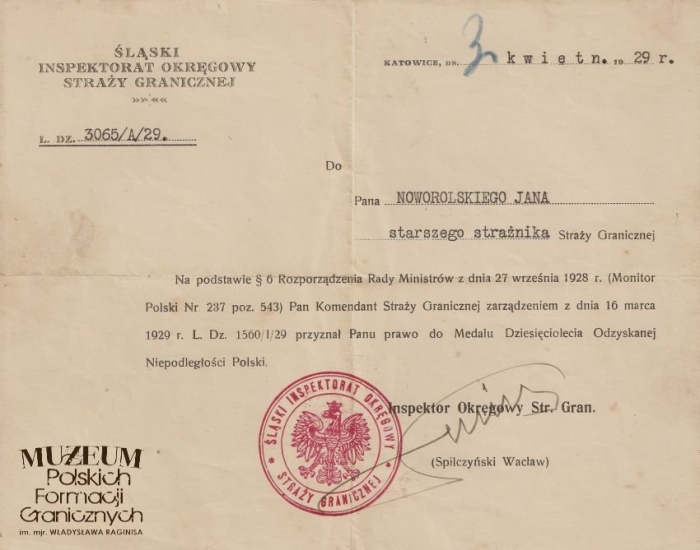 ŚLĄSKI
INSPEKTORAT OKRĘGOWY
STRAŻY GRANICZNEJ
»» ««
L. DZ. 3065/A/29.
KATOWICE, DN. 3 kwietn. 19 29 r.
Do
Pana NOWOROLSKIEGO JANA
starszego strażnika Straży Granicznej
Na podstawie § 6 Rozporządzenia Rady Ministrów z dnia 27 września 1928 r. (Monitor
Polski Nr 237 poz. 543) Pan Komendant Straży Granicznej zarządzeniem z dnia 16 marca
1929 r. L. Dz. 1560/I/29 przyznał Panu prawo do Medalu Dziesięciolecia Odzyskanej
Niepodległości Polski.
Inspektor Okręgowy Str. Gran.
(Spilczyński Wacław)
ŚLĄSKI INSPEKTORAT OKRĘGOWY
* STRAŻY GRANICZNEJ *
MUZEUM
Polskich
Formacji
Granicznych
im. mjr. WŁADYSŁAWA RAGINISA